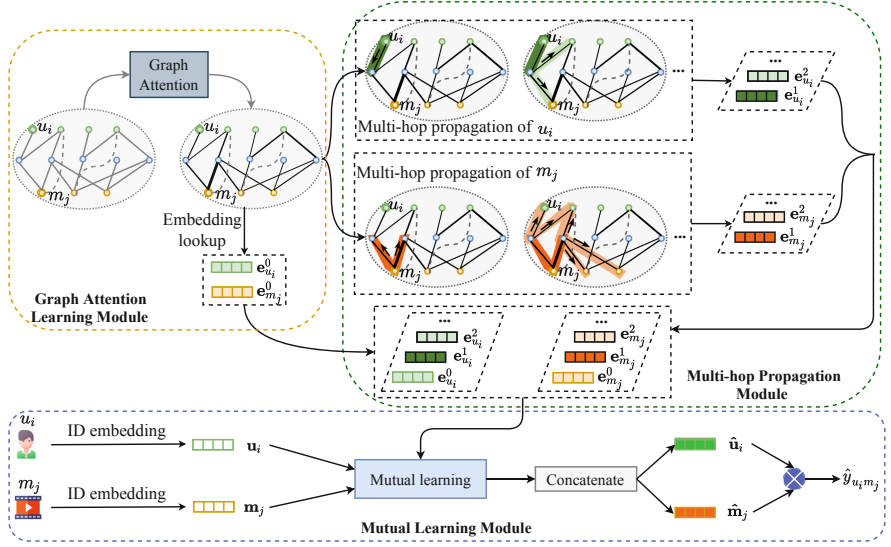 Graph
Attention
u_i
m_j
u_i
m_j
Embedding
lookup
e^0_{u_i}
e^0_{m_j}
Graph Attention
Learning Module
u_i
m_j
u_i
m_j
...
Multi-hop propagation of u_i
...
e^2_{u_i}
e^1_{u_i}
Multi-hop propagation of m_j
u_i
m_j
u_i
m_j
...
...
e^2_{m_j}
e^1_{m_j}
...
e^2_{u_i}
e^1_{u_i}
e^0_{u_i}
...
e^2_{m_j}
e^1_{m_j}
e^0_{m_j}
Multi-hop Propagation
Module
u_i
ID embedding
u_i
m_j
ID embedding
m_j
Mutual learning
Concatenate
û_i
m̂_j
ŷ_{u_i m_j}
Mutual Learning Module